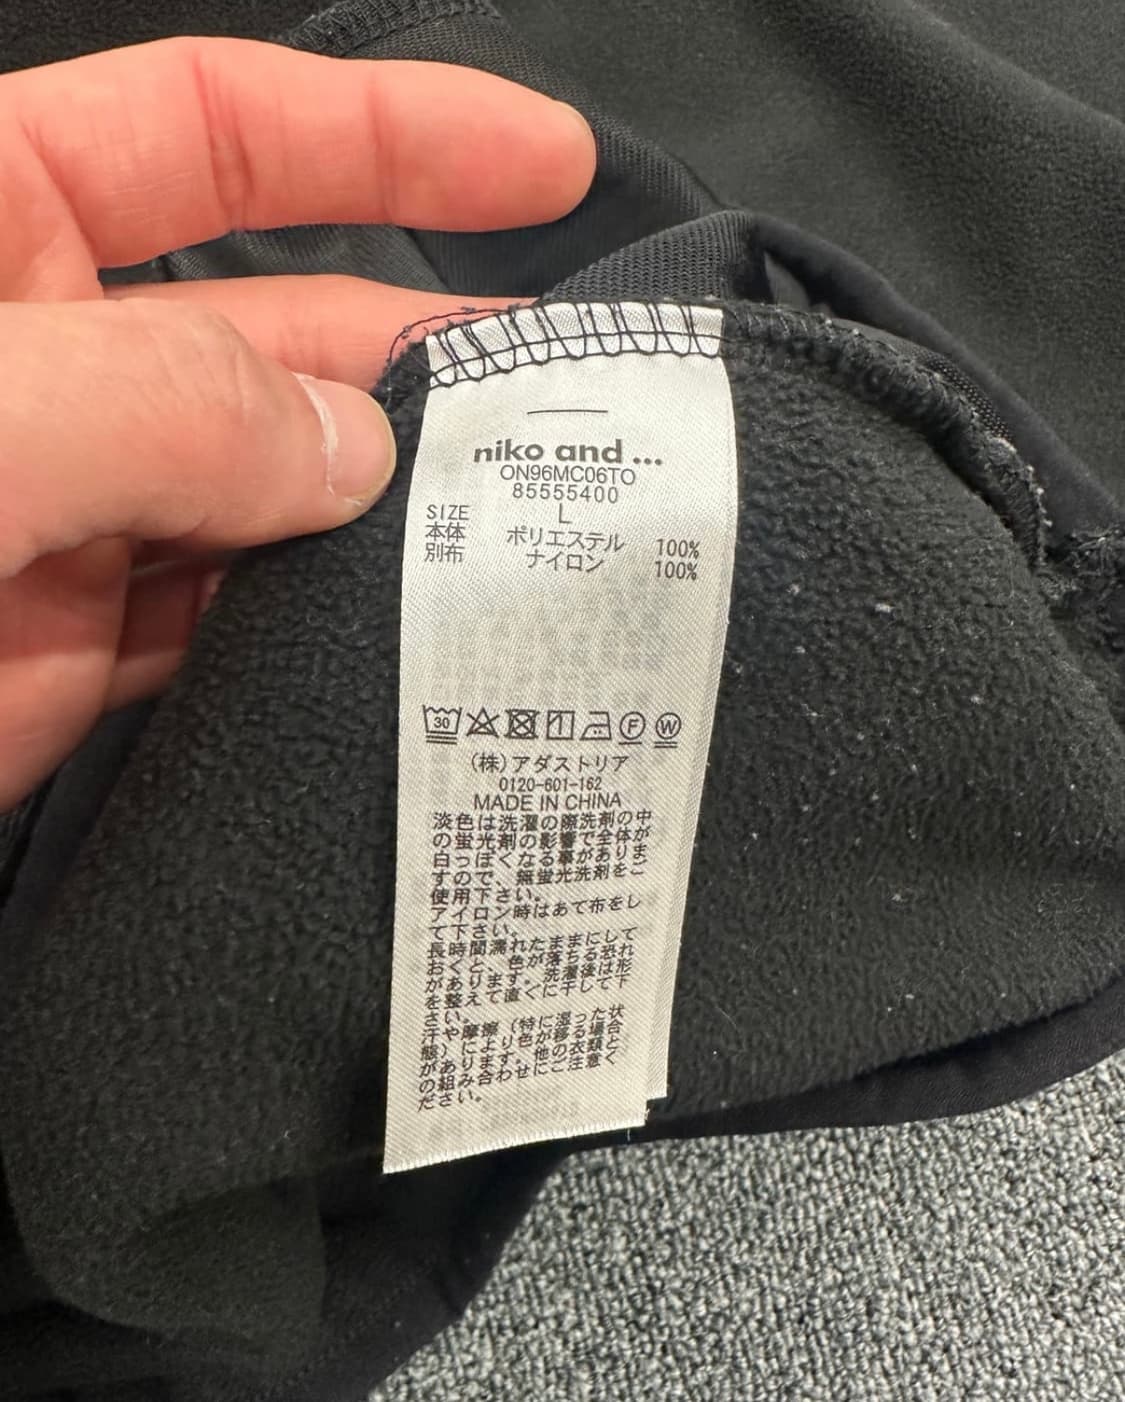 niko and ...
ON96MC06TO
85555400
SIZE L
本体 ポリエステル 100%
別布 ナイロン 100%
30 F W
(株)アダストリア
0120-601-162
MADE IN CHINA
淡色は洗濯の際洗剤の中
の蛍光剤の影響で全体が
白っぽくなる事がありま
すので、無蛍光洗剤をご
使用下さい。
アイロン時はあて布をし
て下さい。
長時間濡れたままにして
おくと、色が落ちる恐れ
があります。洗濯後は形
を整えて直ぐに干して下
さい。
汗や摩擦(特に湿った状
態)により色が移る場合と
があります. 他の衣類
の組み合わせにご注意く
ださい。